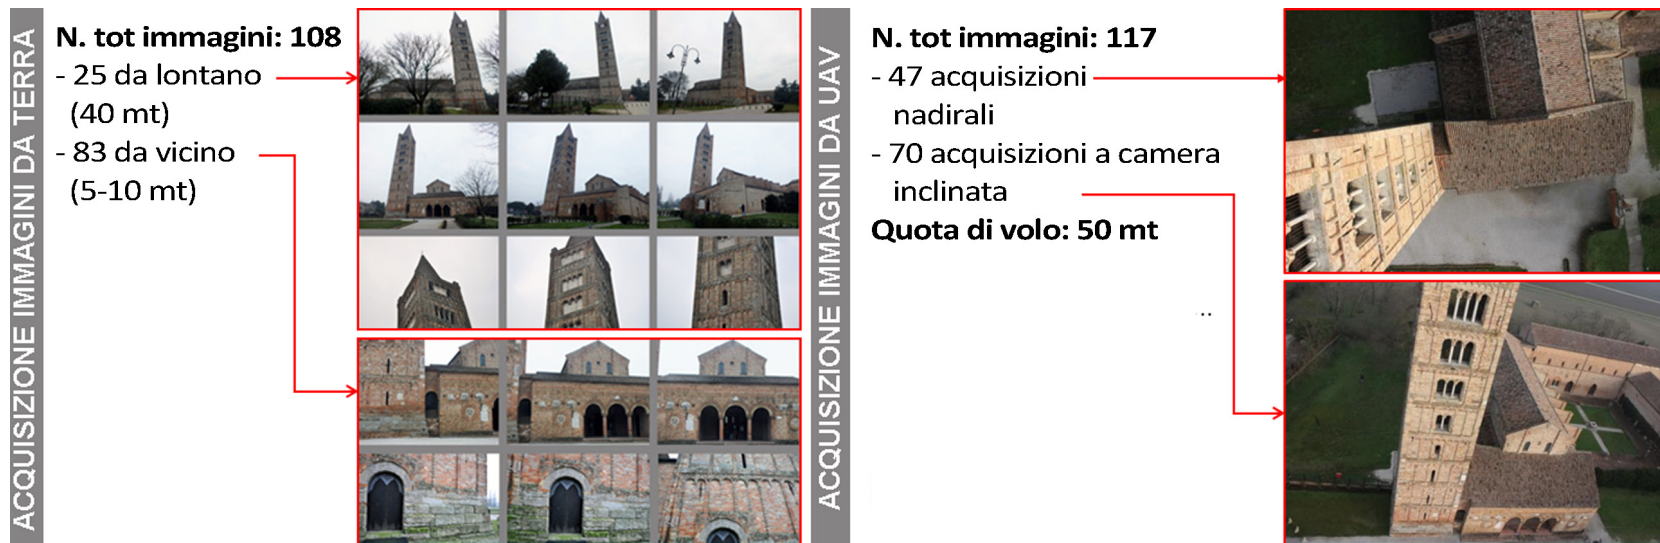 ACQUISIZIONE IMMAGINI DA TERRA
N. tot immagini: 108
- 25 da lontano
(40 mt)
- 83 da vicino
(5-10 mt)
ACQUISIZIONE IMMAGINI DA UAV
N. tot immagini: 117
- 47 acquisizioni
nadirali
- 70 acquisizioni a camera
inclinata
Quota di volo: 50 mt
..